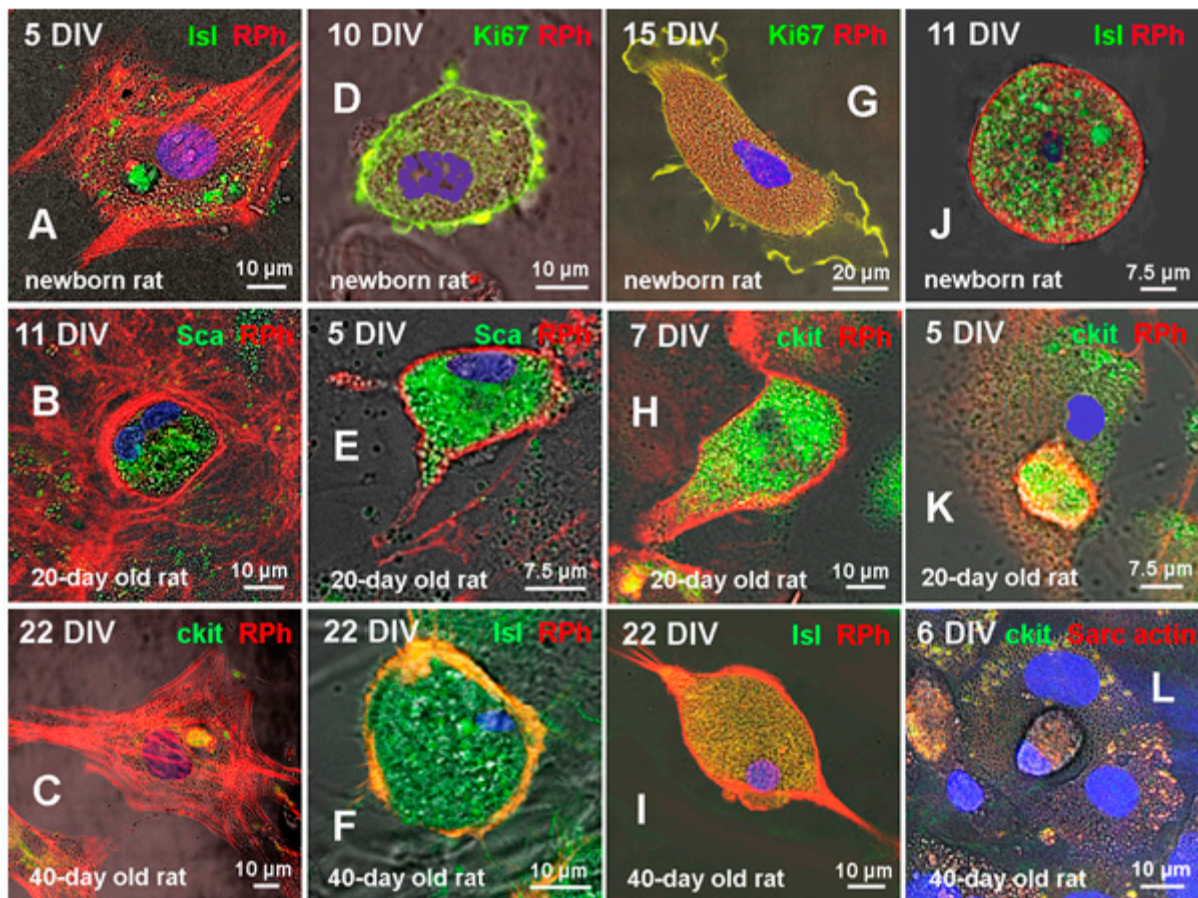 5 DIV Isl RPh
A
newborn rat 10 µm
10 DIV Ki67 RPh
D
newborn rat 10 µm
15 DIV Ki67 RPh
G
newborn rat 20 µm
11 DIV Isl RPh
J
newborn rat 7.5 µm
11 DIV Sca RPh
B
20-day old rat 10 µm
5 DIV Sca RPh
E
20-day old rat 7.5 µm
7 DIV ckit RPh
H
20-day old rat 10 µm
5 DIV ckit RPh
K
20-day old rat 7.5 µm
22 DIV ckit RPh
C
40-day old rat 10 µm
22 DIV Isl RPh
F
40-day old rat 10 µm
22 DIV Isl RPh
I
40-day old rat 10 µm
6 DIV ckit Sarc actin
L
40-day old rat 10 µm